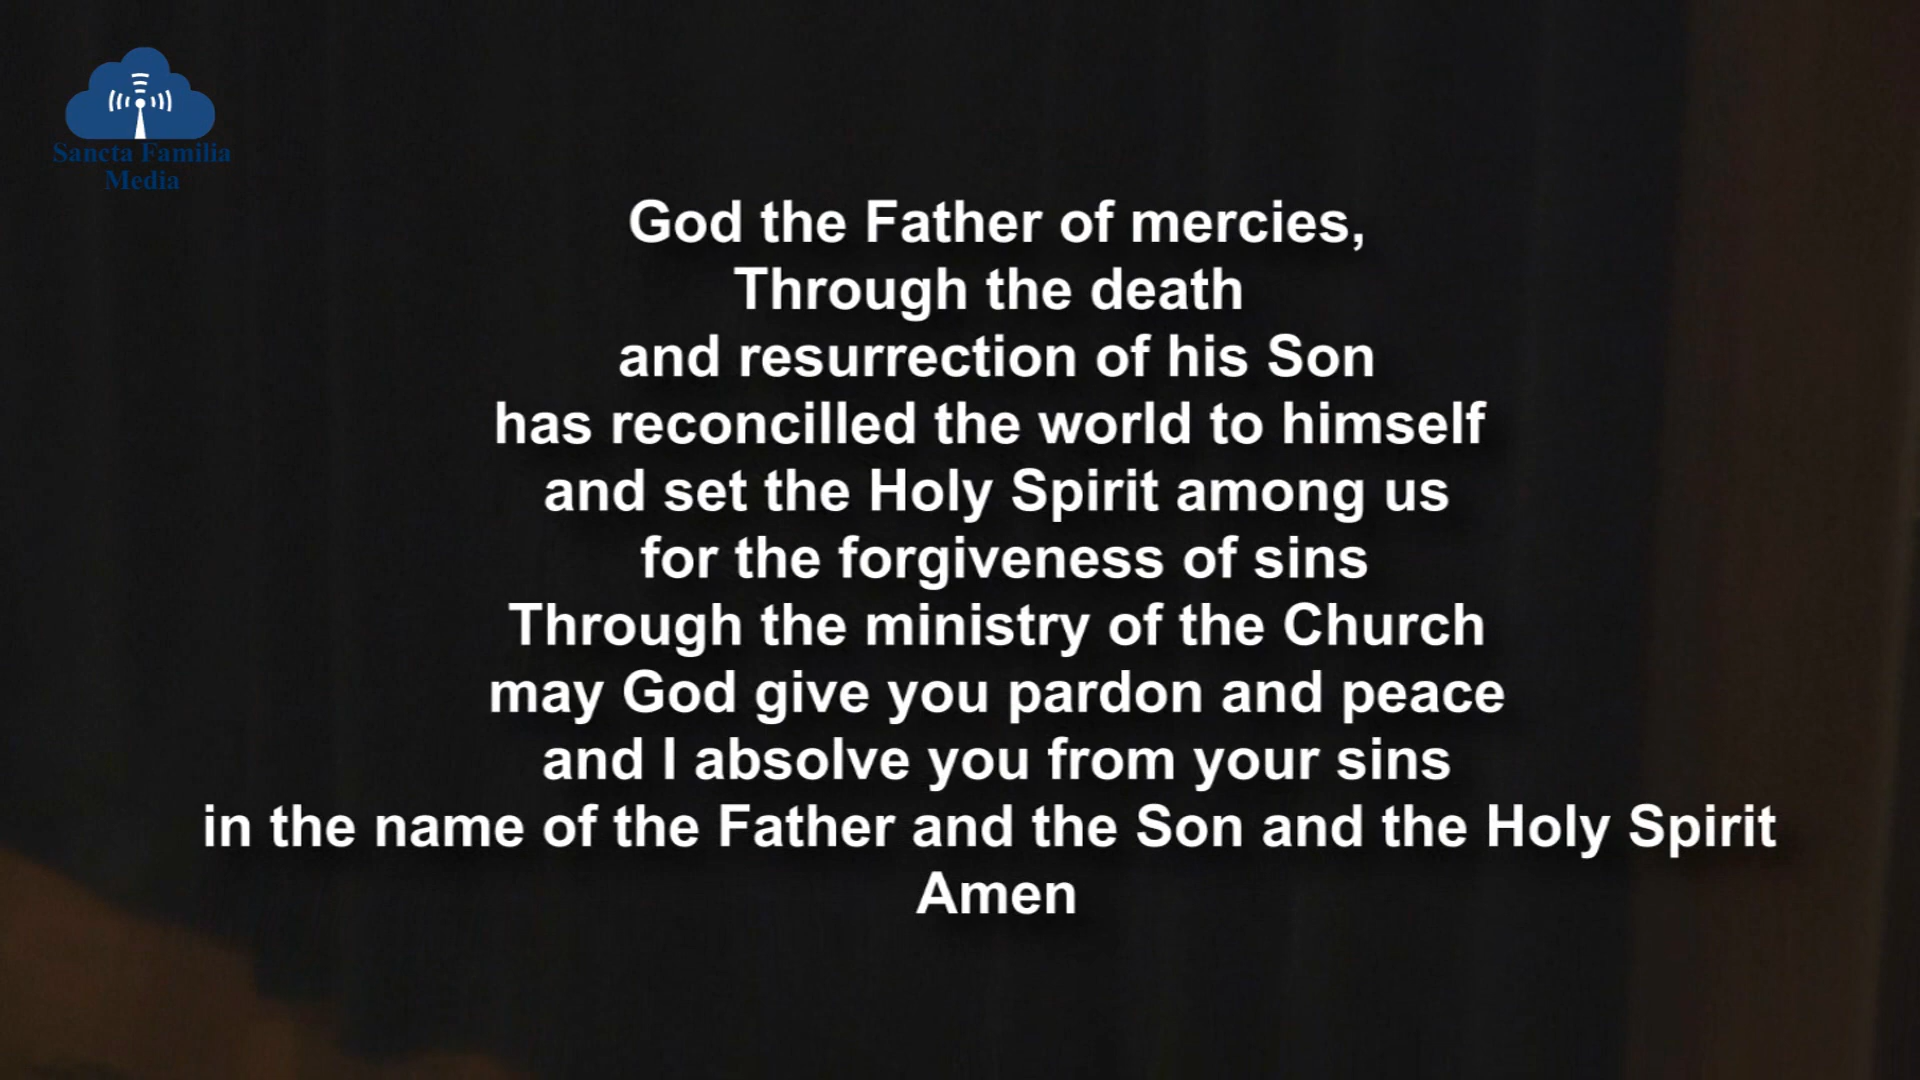 Sancta Familia
Media
God the Father of mercies,
Through the death
and resurrection of his Son
has reconcilled the world to himself
and set the Holy Spirit among us
for the forgiveness of sins
Through the ministry of the Church
may God give you pardon and peace
and I absolve you from your sins
in the name of the Father and the Son and the Holy Spirit
Amen